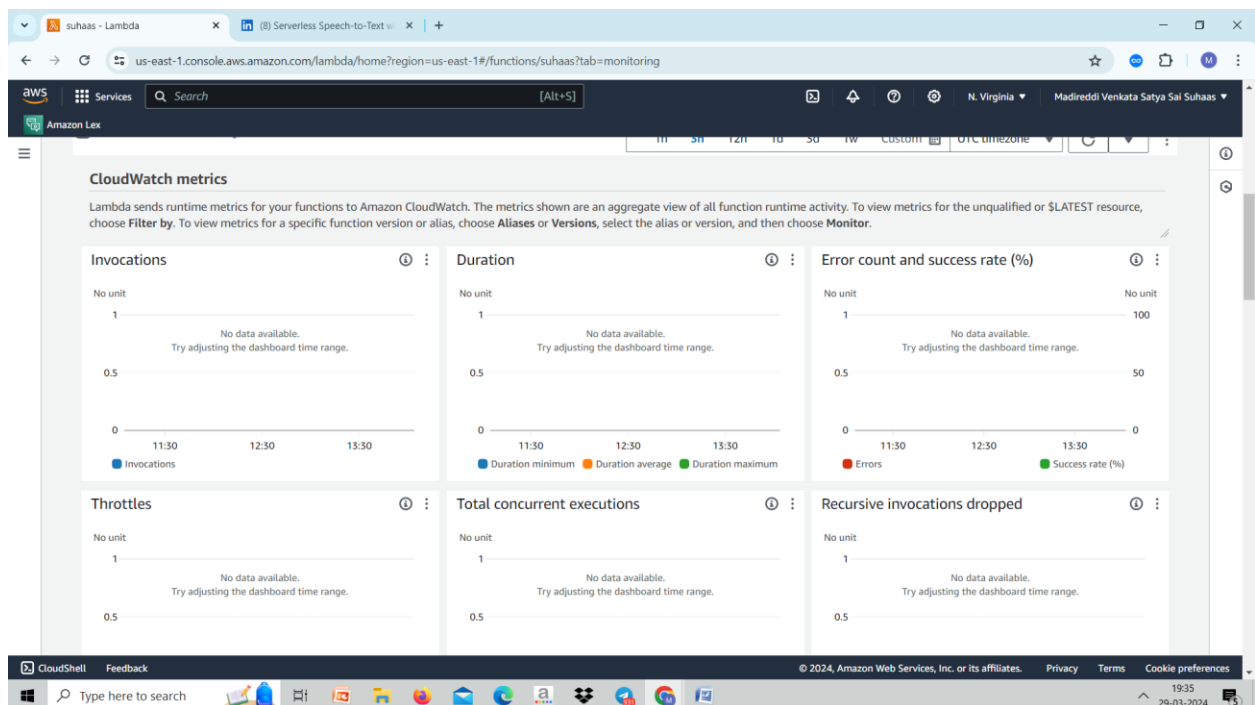 suhaas - Lambda
(8) Serverless Speech-to-Text w
us-east-1.console.aws.amazon.com/lambda/home?region=us-east-1#/functions/suhaas?tab=monitoring
M
aws Services Search [Alt+S] N. Virginia Madireddi Venkata Satya Sai Suhaas
Amazon Lex
1h 3h 12h 1d 3d 1w Custom UTC timezone
CloudWatch metrics
Lambda sends runtime metrics for your functions to Amazon CloudWatch. The metrics shown are an aggregate view of all function runtime activity. To view metrics for the unqualified or $LATEST resource,
choose Filter by. To view metrics for a specific function version or alias, choose Aliases or Versions, select the alias or version, and then choose Monitor.
Invocations
No unit
1
No data available.
Try adjusting the dashboard time range.
0.5
0
11:30 12:30 13:30
Invocations
Duration
No unit
1
No data available.
Try adjusting the dashboard time range.
0.5
0
11:30 12:30 13:30
Duration minimum Duration average Duration maximum
Error count and success rate (%)
No unit No unit
1 100
No data available.
Try adjusting the dashboard time range.
0.5 50
0 0
11:30 12:30 13:30
Errors Success rate (%)
Throttles
No unit
1
No data available.
Try adjusting the dashboard time range.
0.5
Total concurrent executions
No unit
1
No data available.
Try adjusting the dashboard time range.
0.5
Recursive invocations dropped
No unit
1
No data available.
Try adjusting the dashboard time range.
0.5
CloudShell Feedback © 2024, Amazon Web Services, Inc. or its affiliates. Privacy Terms Cookie preferences
Type here to search
19:35
29-03-2024